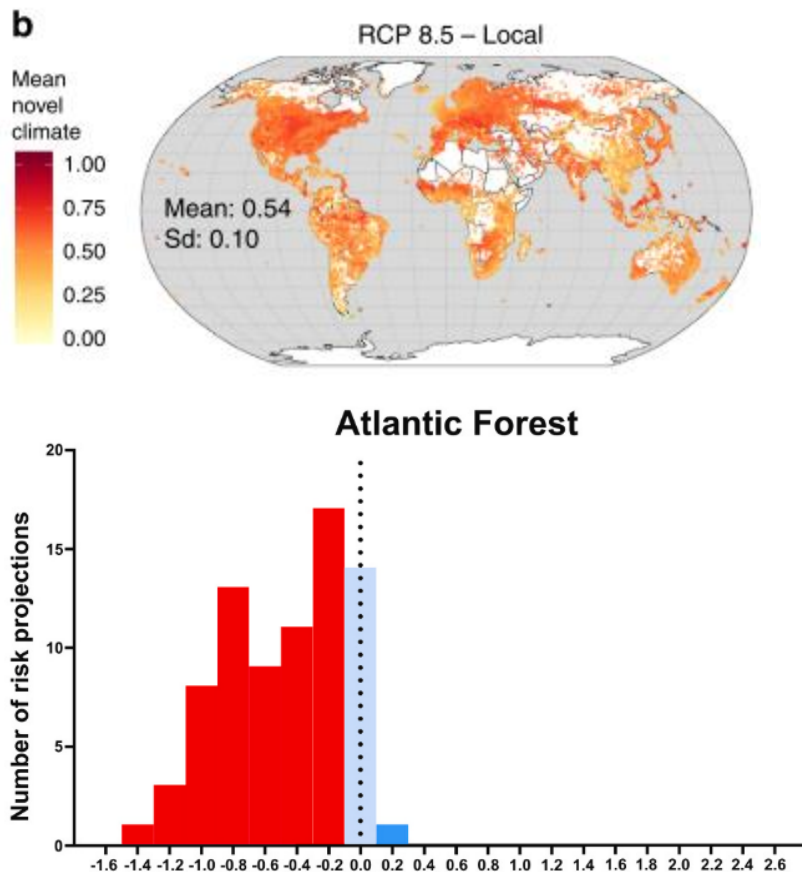 b
RCP 8.5 – Local
Mean
novel
climate
1.00
0.75
0.50
0.25
0.00
Mean: 0.54
Sd: 0.10
Atlantic Forest
Number of risk projections
20
15
10
5
0
-1.6 -1.4 -1.2 -1.0 -0.8 -0.6 -0.4 -0.2 0.0 0.2 0.4 0.6 0.8 1.0 1.2 1.4 1.6 1.8 2.0 2.2 2.4 2.6